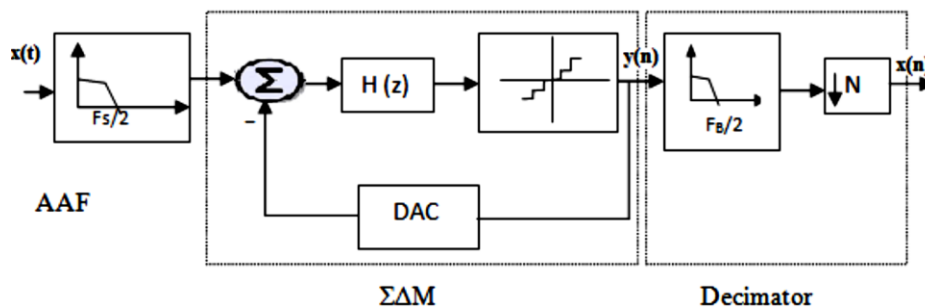 x(t)
Fs/2
AAF
Σ
−
H (z)
DAC
ΣΔM
y(n)
FB/2
N
x(n)
Decimator